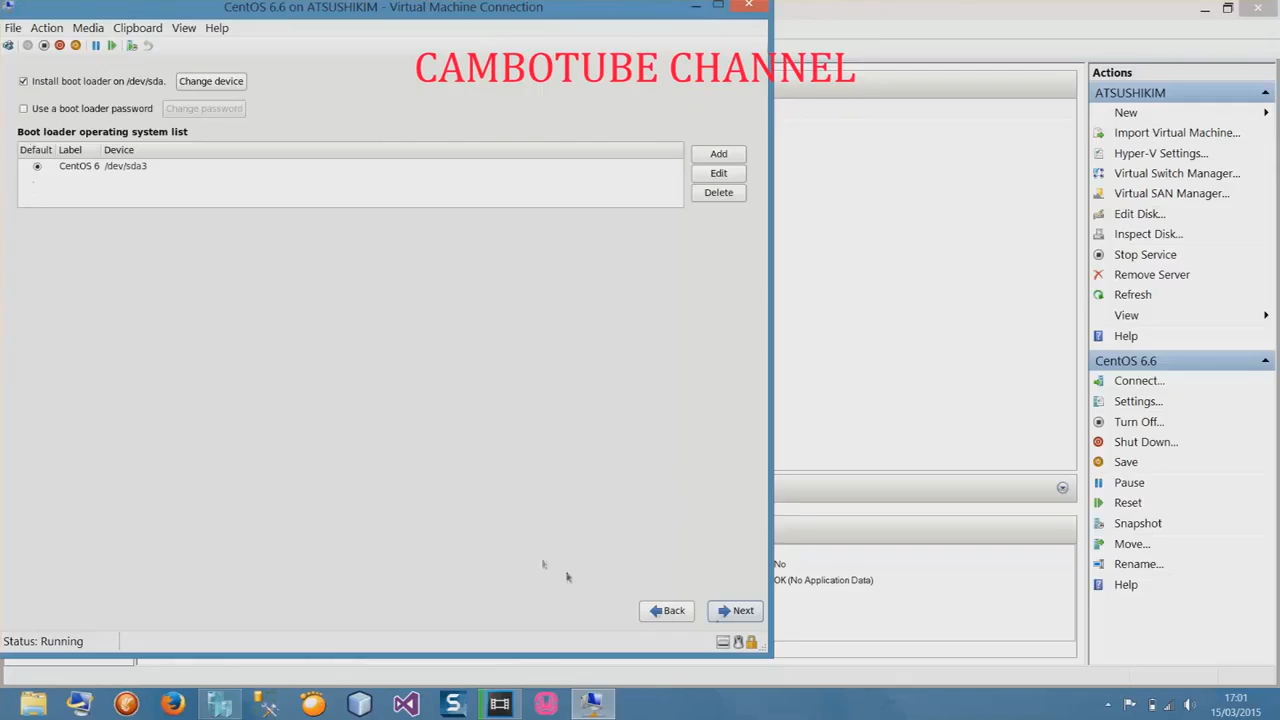 CentOS 6.6 on ATSUSHIKIM - Virtual Machine Connection
File Action Media Clipboard View Help
CAMBOTUBE CHANNEL
Install boot loader on /dev/sda. Change device
Use a boot loader password Change password
Boot loader operating system list
Default Label Device
CentOS 6 /dev/sda3
Add
Edit
Delete
Back Next
Status: Running
No
OK (No Application Data)
Actions
ATSUSHIKIM
New
Import Virtual Machine...
Hyper-V Settings...
Virtual Switch Manager...
Virtual SAN Manager...
Edit Disk...
Inspect Disk...
Stop Service
Remove Server
Refresh
View
Help
CentOS 6.6
Connect...
Settings...
Turn Off...
Shut Down...
Save
Pause
Reset
Snapshot
Move...
Rename...
Help
17:01
15/03/2015